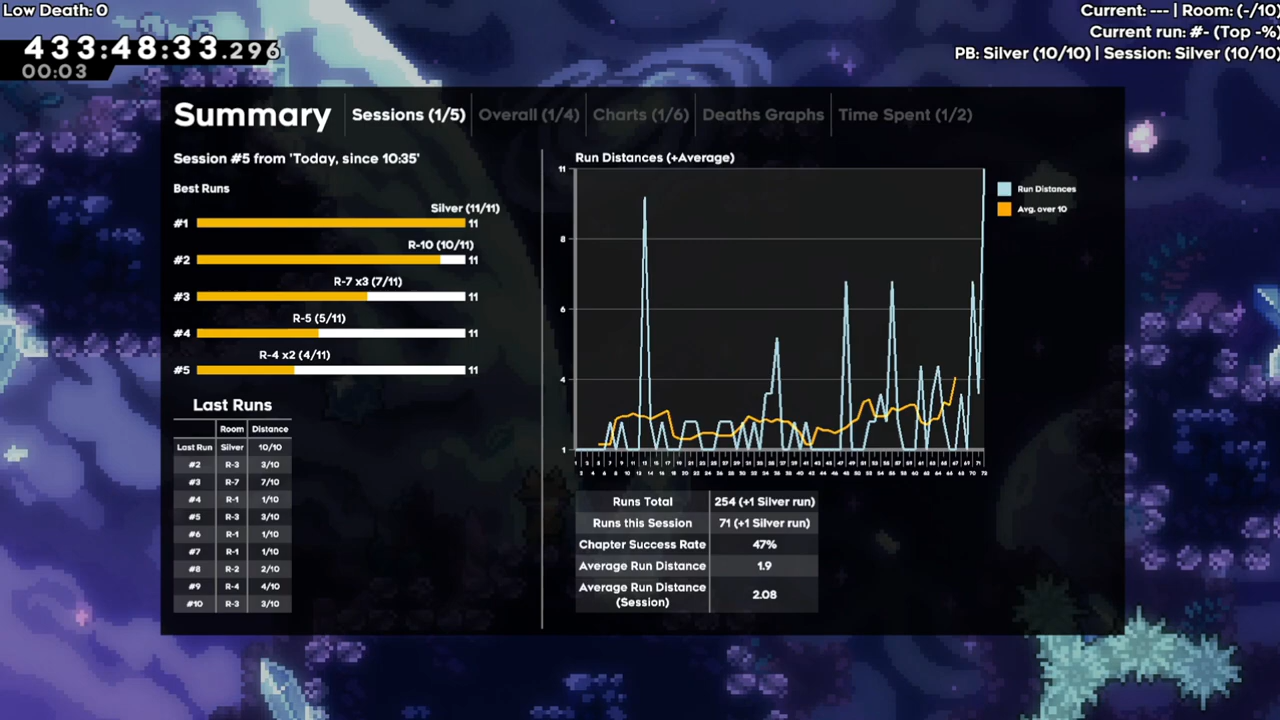 Low Death: 0
433:48:33.296
00:03
Current: --- | Room: (-/10)
Current run: #- (Top -%)
PB: Silver (10/10) | Session: Silver (10/10)
Summary
Sessions (1/5)
Overall (1/4)
Charts (1/6)
Deaths Graphs
Time Spent (1/2)
Session #5 from 'Today, since 10:35'
Best Runs
Silver (11/11)
#1 11
R-10 (10/11)
#2 11
R-7 x3 (7/11)
#3 11
R-5 (5/11)
#4 11
R-4 x2 (4/11)
#5 11
Last Runs
Room Distance
Last Run Silver 10/10
#2 R-3 3/10
#3 R-7 7/10
#4 R-1 1/10
#5 R-3 3/10
#6 R-1 1/10
#7 R-1 1/10
#8 R-2 2/10
#9 R-4 4/10
#10 R-3 3/10
Run Distances (+Average)
11
8
6
4
1
Run Distances
Avg. over 10
Runs Total 254 (+1 Silver run)
Runs this Session 71 (+1 Silver run)
Chapter Success Rate 47%
Average Run Distance 1.9
Average Run Distance
(Session) 2.08